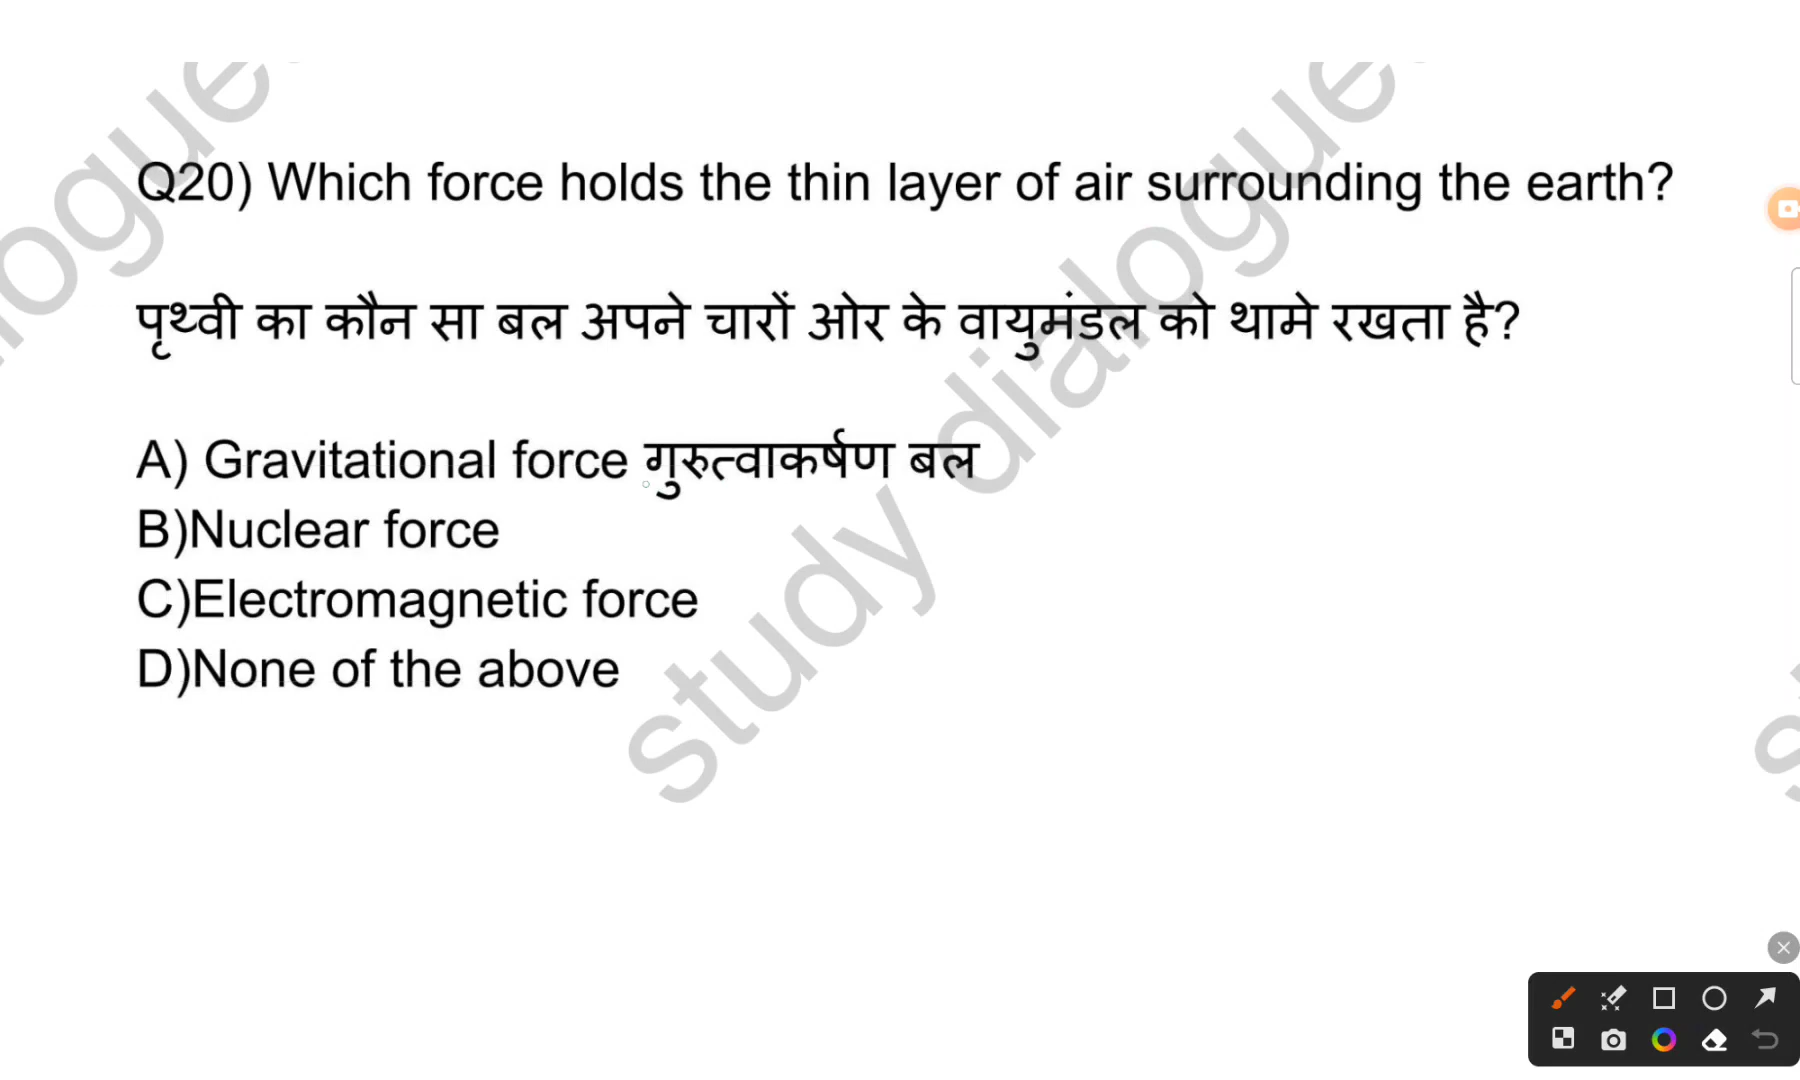 Q20) Which force holds the thin layer of air surrounding the earth?
पृथ्वी का कौन सा बल अपने चारों ओर के वायुमंडल को थामे रखता है?
A) Gravitational force गुरुत्वाकर्षण बल
B)Nuclear force
C)Electromagnetic force
D)None of the above
study dialogue
logue
s